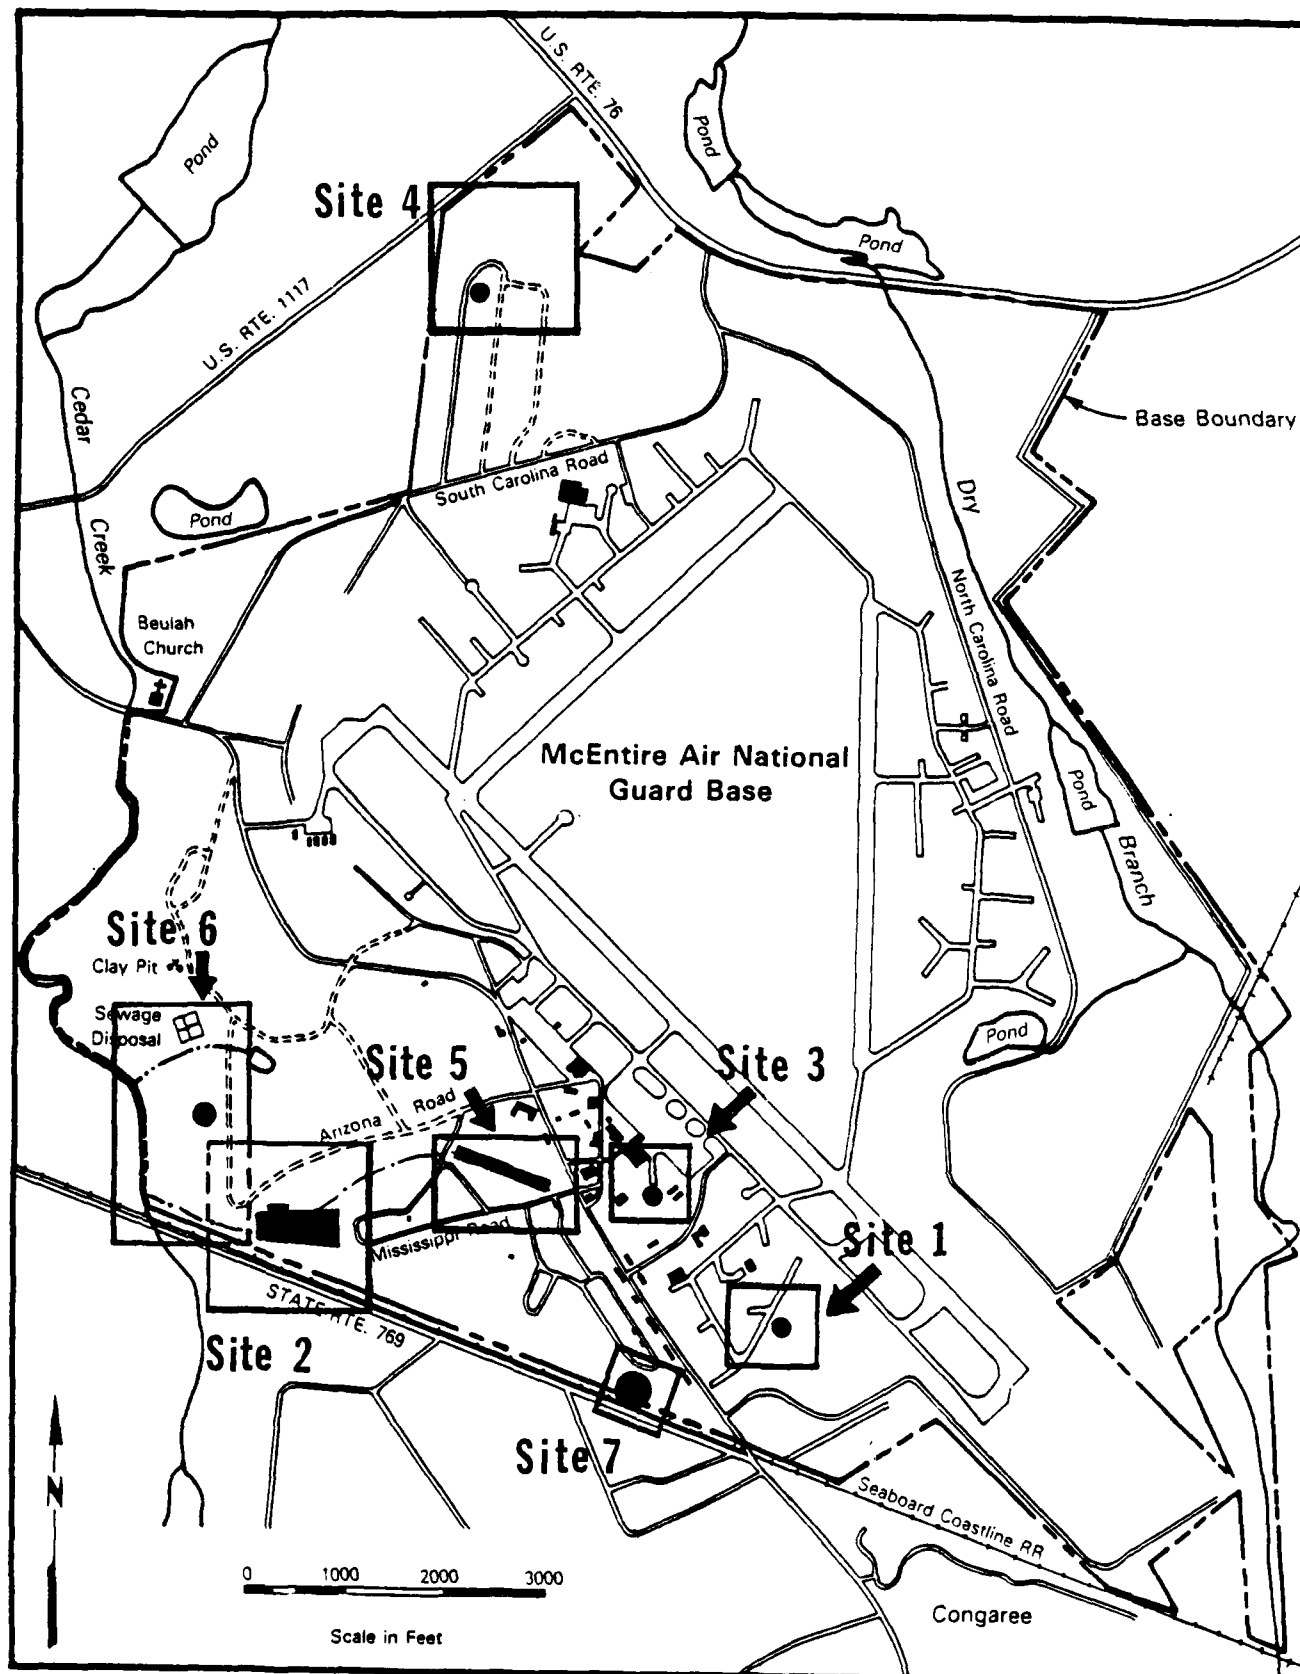 U.S. RTE. 76
Pond
Pond
Site 4
Pond
U.S. RTE. 1117
Base Boundary
Cedar
Creek
South Carolina Road
Pond
Dry
Branch
North Carolina Road
Beulah
Church
McEntire Air National
Guard Base
Pond
Site 6
Clay Pit
Sewage
Disposal
Pond
Site 5
Site 3
Arizona Road
Mississippi Road
Site 1
STATE RTE. 769
Site 2
Site 7
N
Seaboard Coastline RR
0 1000 2000 3000
Scale in Feet
Congaree